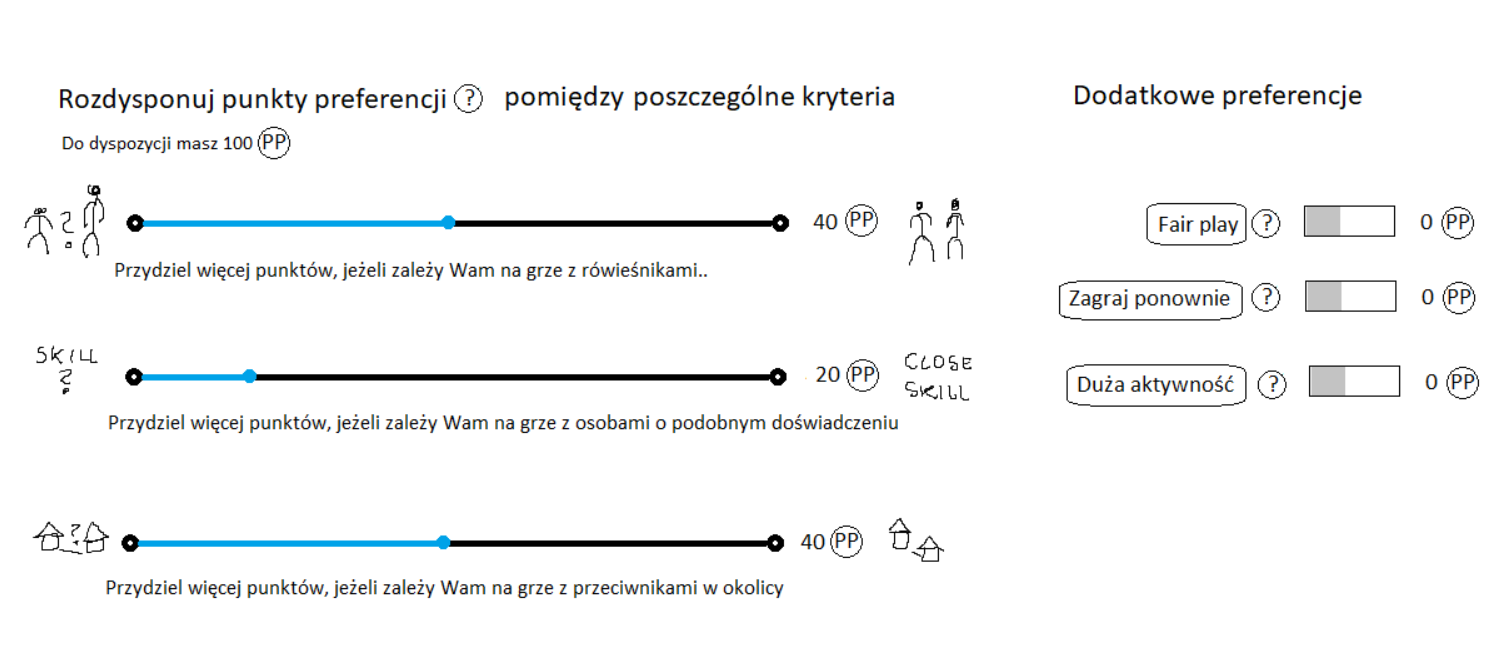 Rozdysponuj punkty preferencji ? pomiędzy poszczególne kryteria
Do dyspozycji masz 100 PP
?
40 PP
Przydziel więcej punktów, jeżeli zależy Wam na grze z rówieśnikami..
SKILL
?
20 PP
CLOSE
SKILL
Przydziel więcej punktów, jeżeli zależy Wam na grze z osobami o podobnym doświadczeniu
?
40 PP
Przydziel więcej punktów, jeżeli zależy Wam na grze z przeciwnikami w okolicy
Dodatkowe preferencje
Fair play ? 0 PP
Zagraj ponownie ? 0 PP
Duża aktywność ? 0 PP